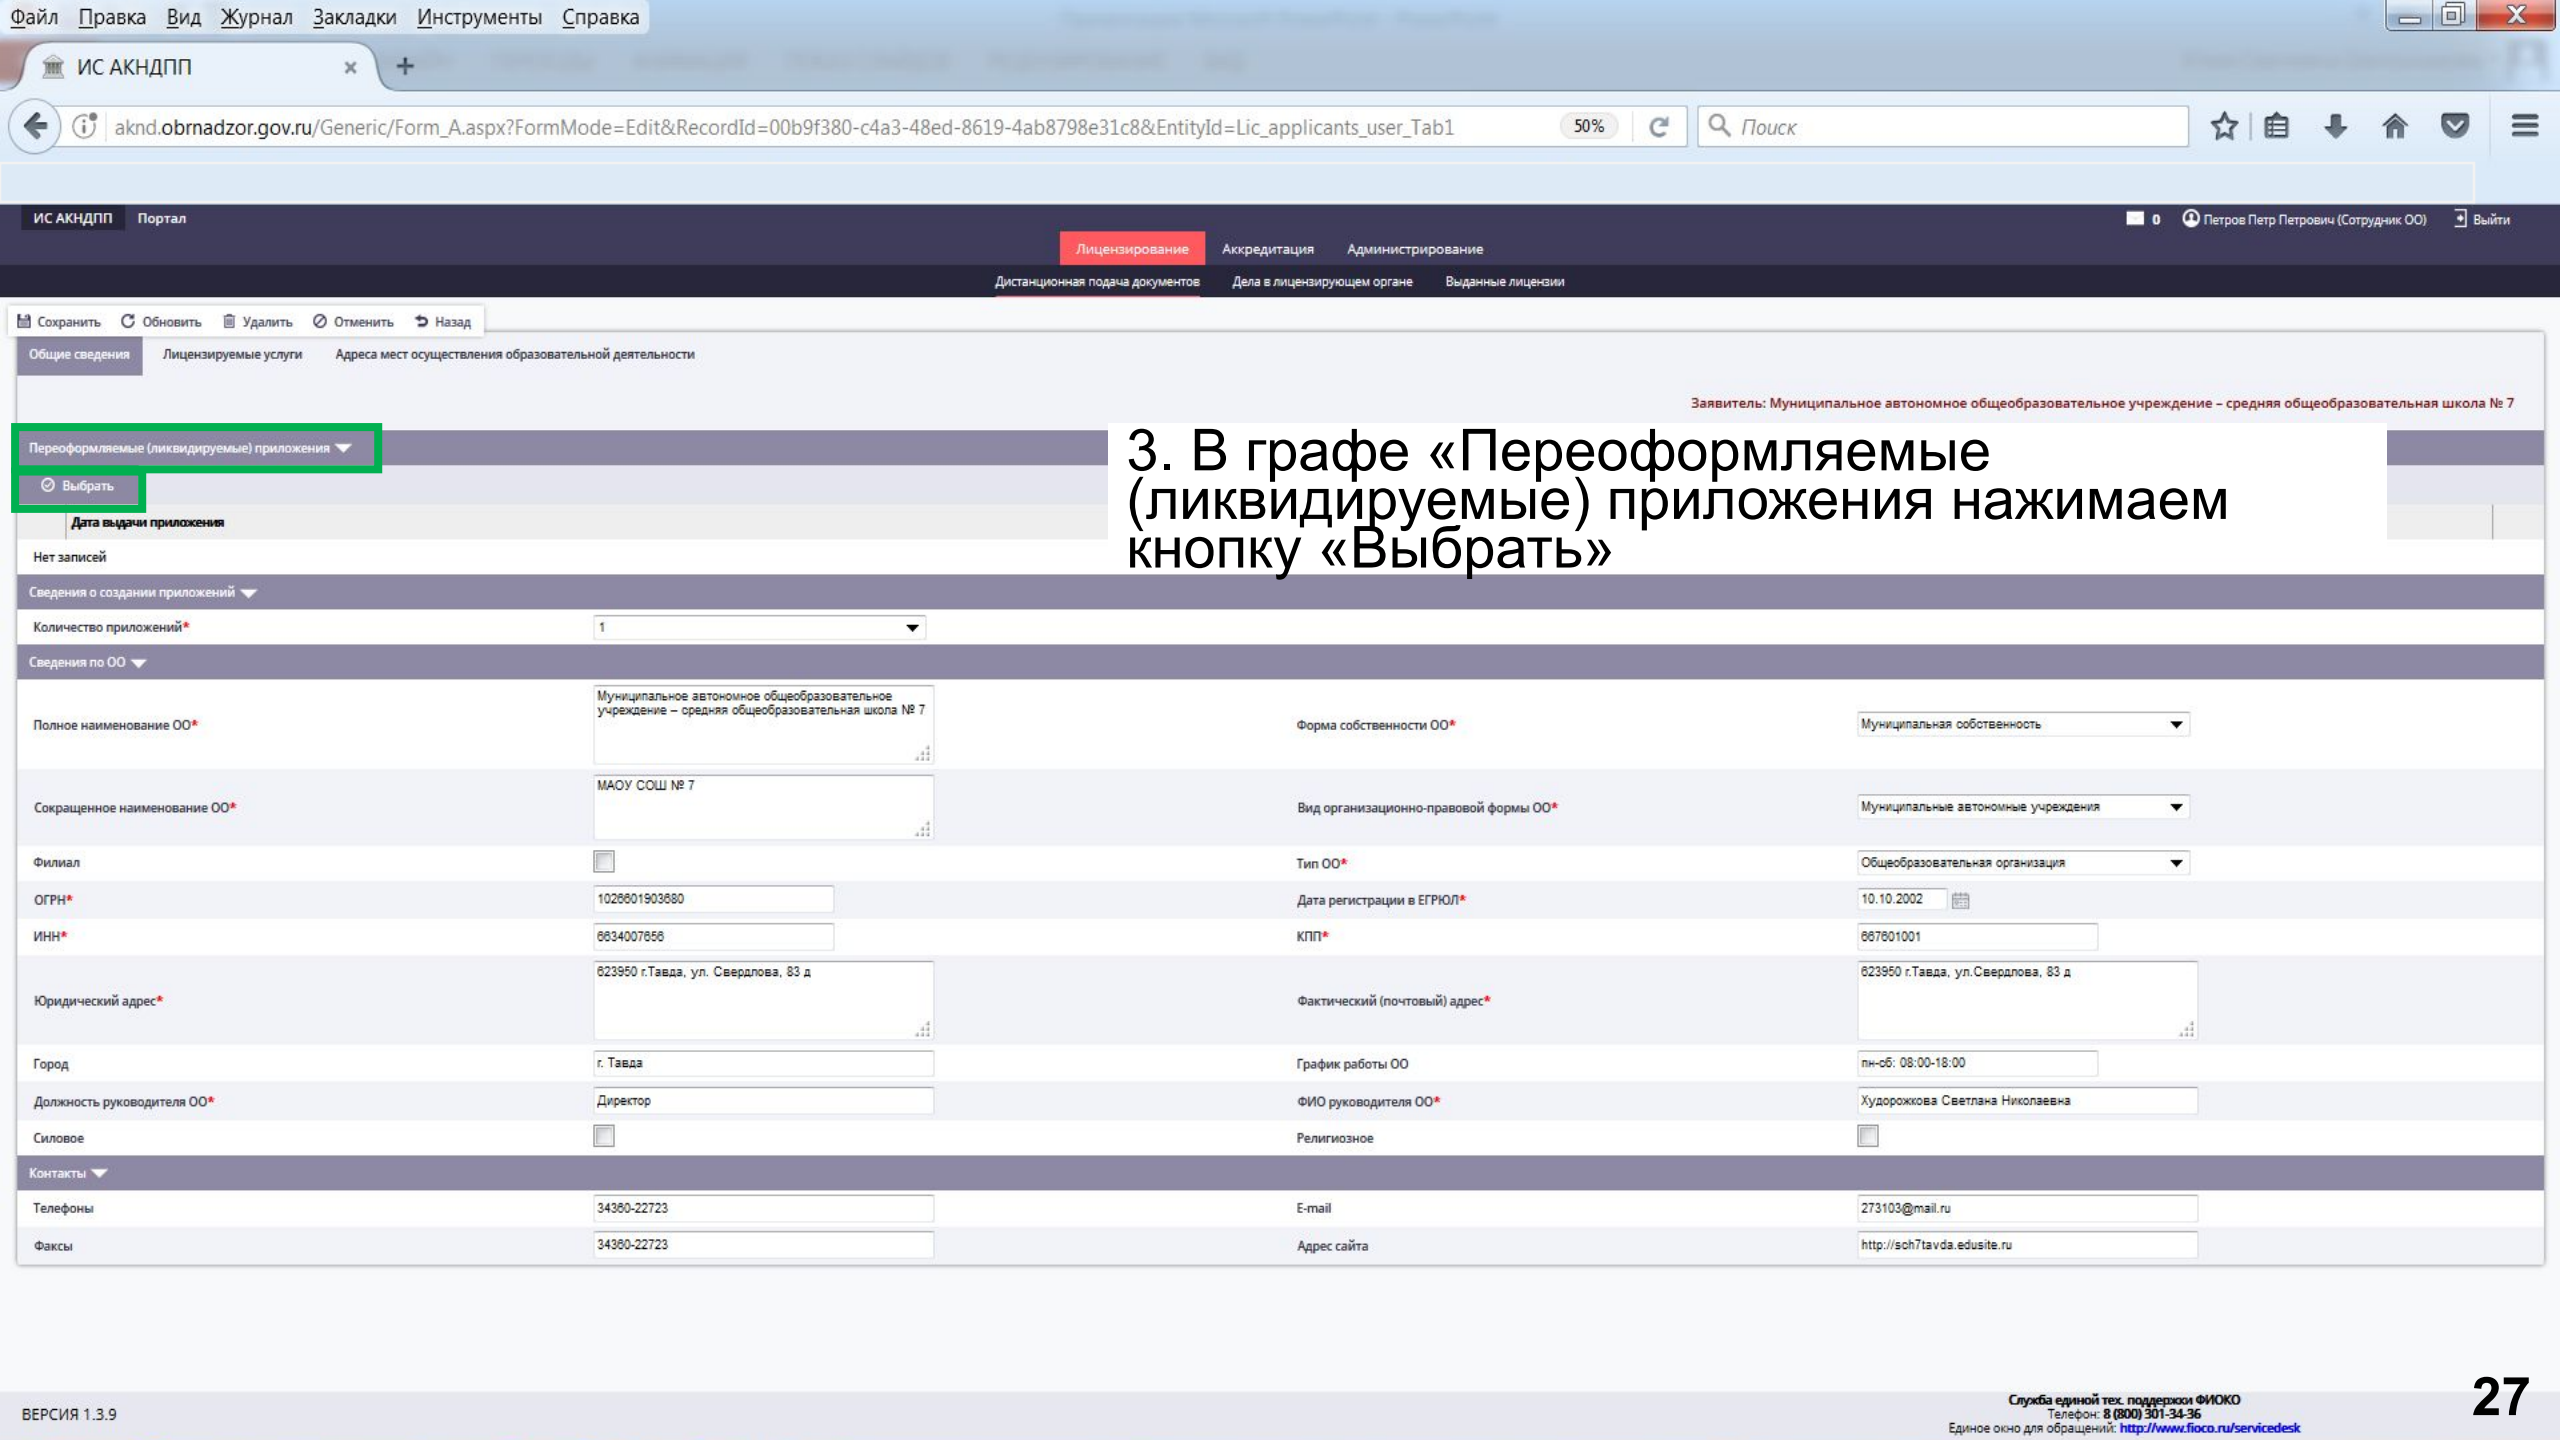 Файл Правка Вид Журнал Закладки Инструменты Справка
ИС АКНДПП
aknd.obrnadzor.gov.ru/Generic/Form_A.aspx?FormMode=Edit&RecordId=00b9f380-c4a3-48ed-8619-4ab8798e31c8&EntityId=Lic_applicants_user_Tab1 50% Поиск
ИС АКНДПП Портал 0 Петров Петр Петрович (Сотрудник ОО) Выйти
Лицензирование Аккредитация Администрирование
Дистанционная подача документов Дела в лицензирующем органе Выданные лицензии
Сохранить Обновить Удалить Отменить Назад
Общие сведения Лицензируемые услуги Адреса мест осуществления образовательной деятельности
Заявитель: Муниципальное автономное общеобразовательное учреждение – средняя общеобразовательная школа № 7
Переоформляемые (ликвидируемые) приложения
Выбрать
Дата выдачи приложения
Нет записей
3. В графе «Переоформляемые
(ликвидируемые) приложения нажимаем
кнопку «Выбрать»
Сведения о создании приложений
Количество приложений* 1
Сведения по ОО
Полное наименование ОО* Муниципальное автономное общеобразовательное
учреждение – средняя общеобразовательная школа № 7
Форма собственности ОО* Муниципальная собственность
Сокращенное наименование ОО* МАОУ СОШ № 7
Вид организационно-правовой формы ОО* Муниципальные автономные учреждения
Филиал Тип ОО* Общеобразовательная организация
ОГРН* 1026601903680 Дата регистрации в ЕГРЮЛ* 10.10.2002
ИНН* 6634007656 КПП* 667601001
Юридический адрес* 623950 г.Тавда, ул. Свердлова, 83 д Фактический (почтовый) адрес* 623950 г.Тавда, ул.Свердлова, 83 д
Город г. Тавда График работы ОО пн-сб: 08:00-18:00
Должность руководителя ОО* Директор ФИО руководителя ОО* Худорожкова Светлана Николаевна
Силовое Религиозное
Контакты
Телефоны 34360-22723 E-mail 273103@mail.ru
Факсы 34360-22723 Адрес сайта http://sch7tavda.edusite.ru
ВЕРСИЯ 1.3.9
Служба единой тех. поддержки ФИОКО
Телефон: 8 (800) 301-34-36
Единое окно для обращений: http://www.fioco.ru/servicedesk
27